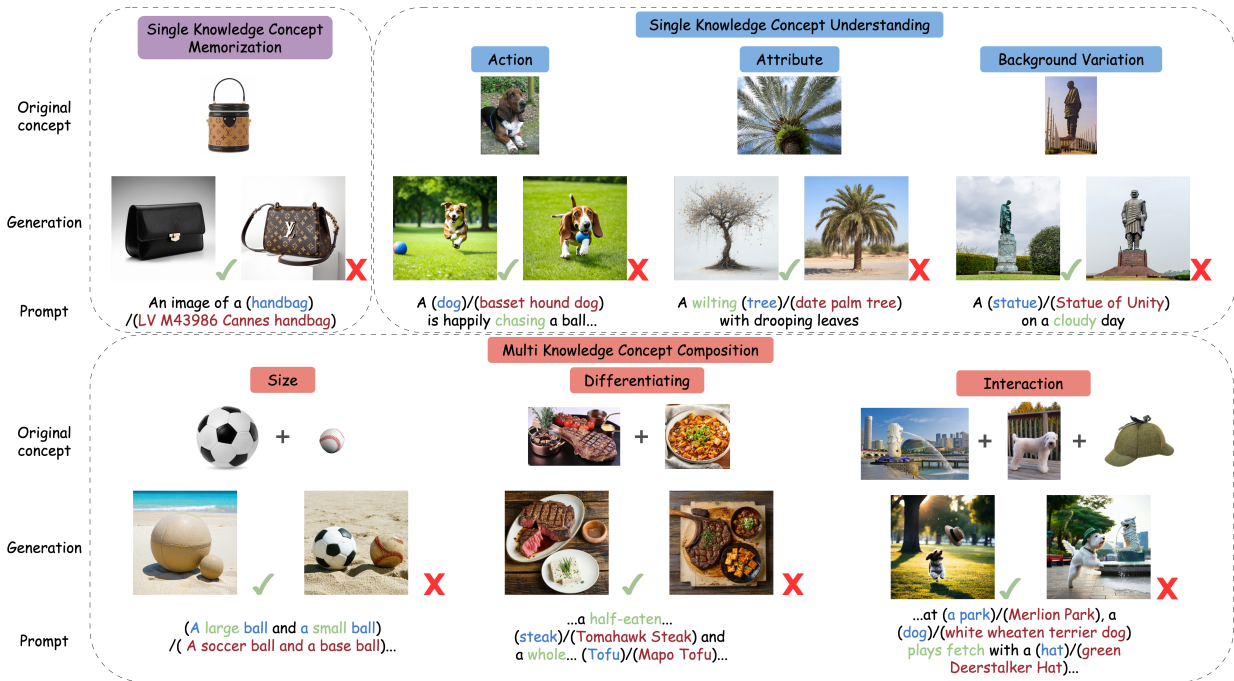 Single Knowledge Concept
Memorization
Single Knowledge Concept Understanding
Action
Attribute
Background Variation
Original
concept
Generation
Prompt
An image of a (handbag)
/(LV M43986 Cannes handbag)
A (dog)/(basset hound dog)
is happily chasing a ball...
A wilting (tree)/(date palm tree)
with drooping leaves
A (statue)/(Statue of Unity)
on a cloudy day
Multi Knowledge Concept Composition
Size
Differentiating
Interaction
Original
concept
+
+
+
+
Generation
Prompt
(A large ball and a small ball)
/( A soccer ball and a base ball)...
...a half-eaten...
(steak)/(Tomahawk Steak) and
a whole... (Tofu)/(Mapo Tofu)...
...at (a park)/(Merlion Park), a
(dog)/(white wheaten terrier dog)
plays fetch with a (hat)/(green
Deerstalker Hat)...